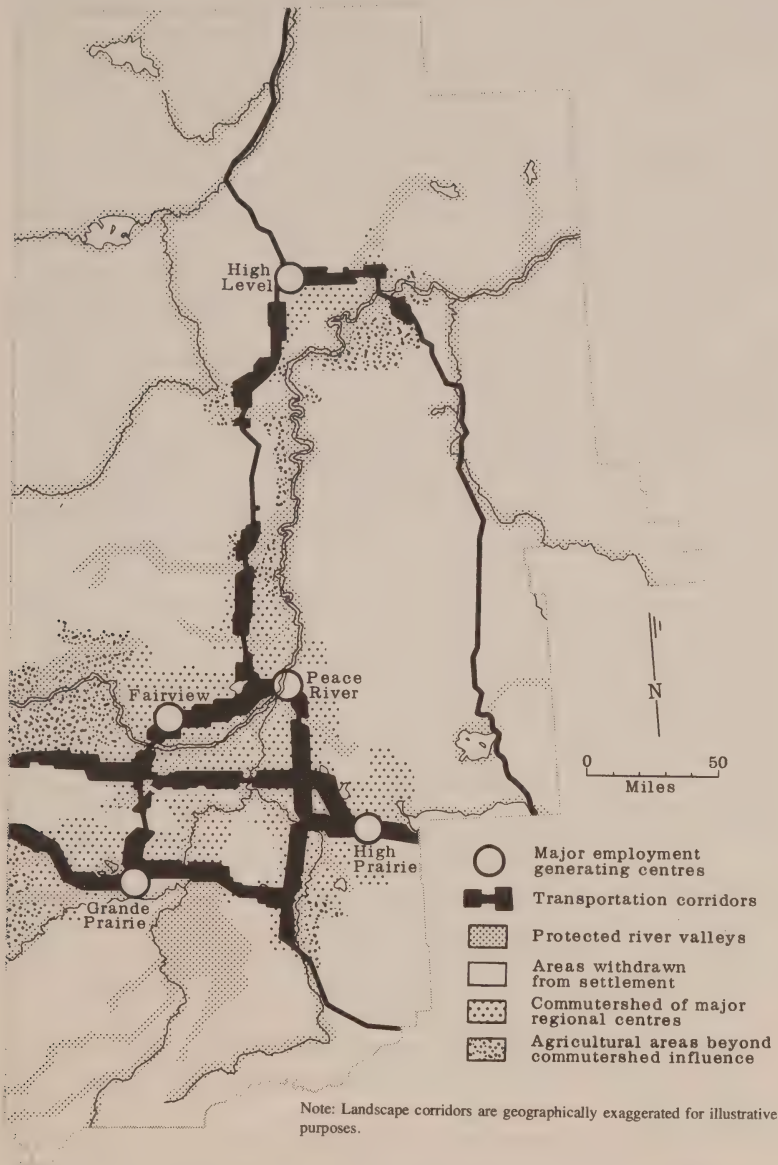 High
Level
Peace
River
Fairview
High
Prairie
Grande
Prairie
N
0 50
Miles
Major employment
generating centres
Transportation corridors
Protected river valleys
Areas withdrawn
from settlement
Commutershed of major
regional centres
Agricultural areas beyond
commutershed influence
Note: Landscape corridors are geographically exaggerated for illustrative
purposes.